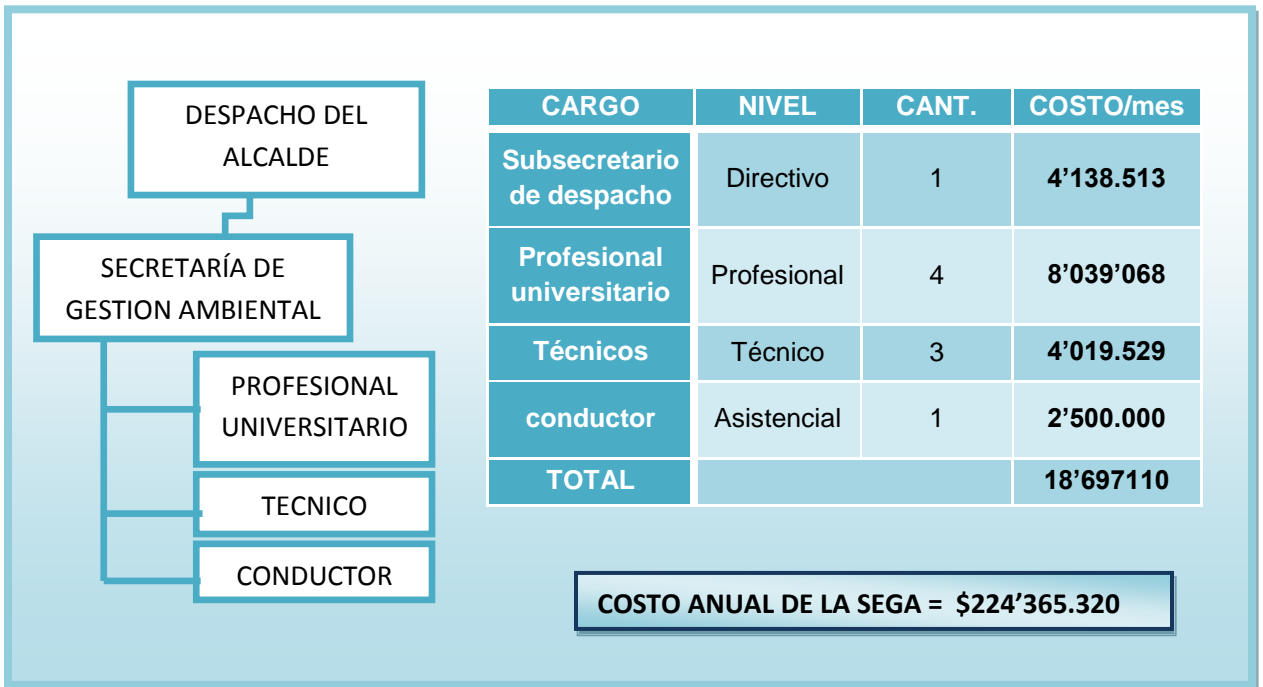 DESPACHO DEL
ALCALDE
SECRETARÍA DE
GESTION AMBIENTAL
PROFESIONAL
UNIVERSITARIO
TECNICO
CONDUCTOR
CARGO NIVEL CANT. COSTO/mes
Subsecretario
de despacho Directivo 1 4’138.513
Profesional
universitario Profesional 4 8’039’068
Técnicos Técnico 3 4’019.529
conductor Asistencial 1 2’500.000
TOTAL 18’697110
COSTO ANUAL DE LA SEGA = $224’365.320